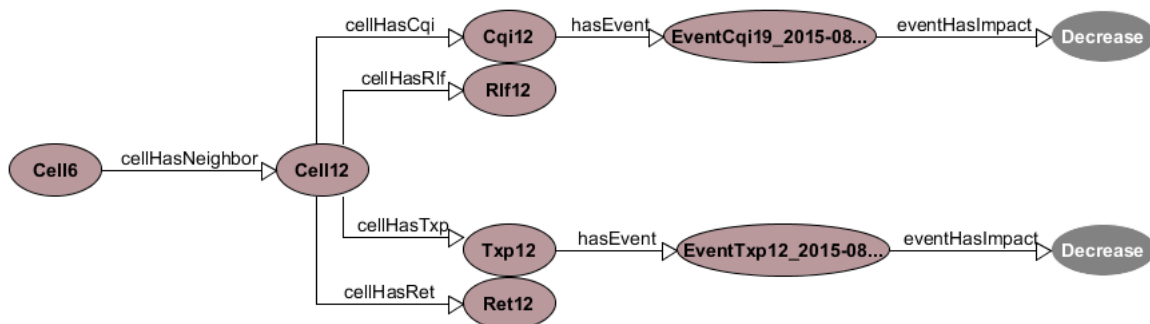 cellHasCqi
Cqi12
hasEvent
EventCqi19_2015-08...
eventHasImpact
Decrease
cellHasRlf
Rlf12
Cell6
cellHasNeighbor
Cell12
cellHasTxp
Txp12
hasEvent
EventTxp12_2015-08...
eventHasImpact
Decrease
cellHasRet
Ret12